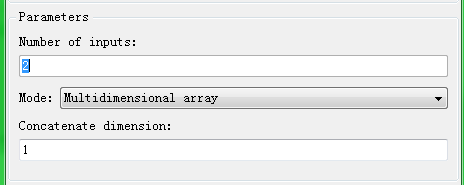 Parameters
Number of inputs:
2
Mode: Multidimensional array
Concatenate dimension:
1